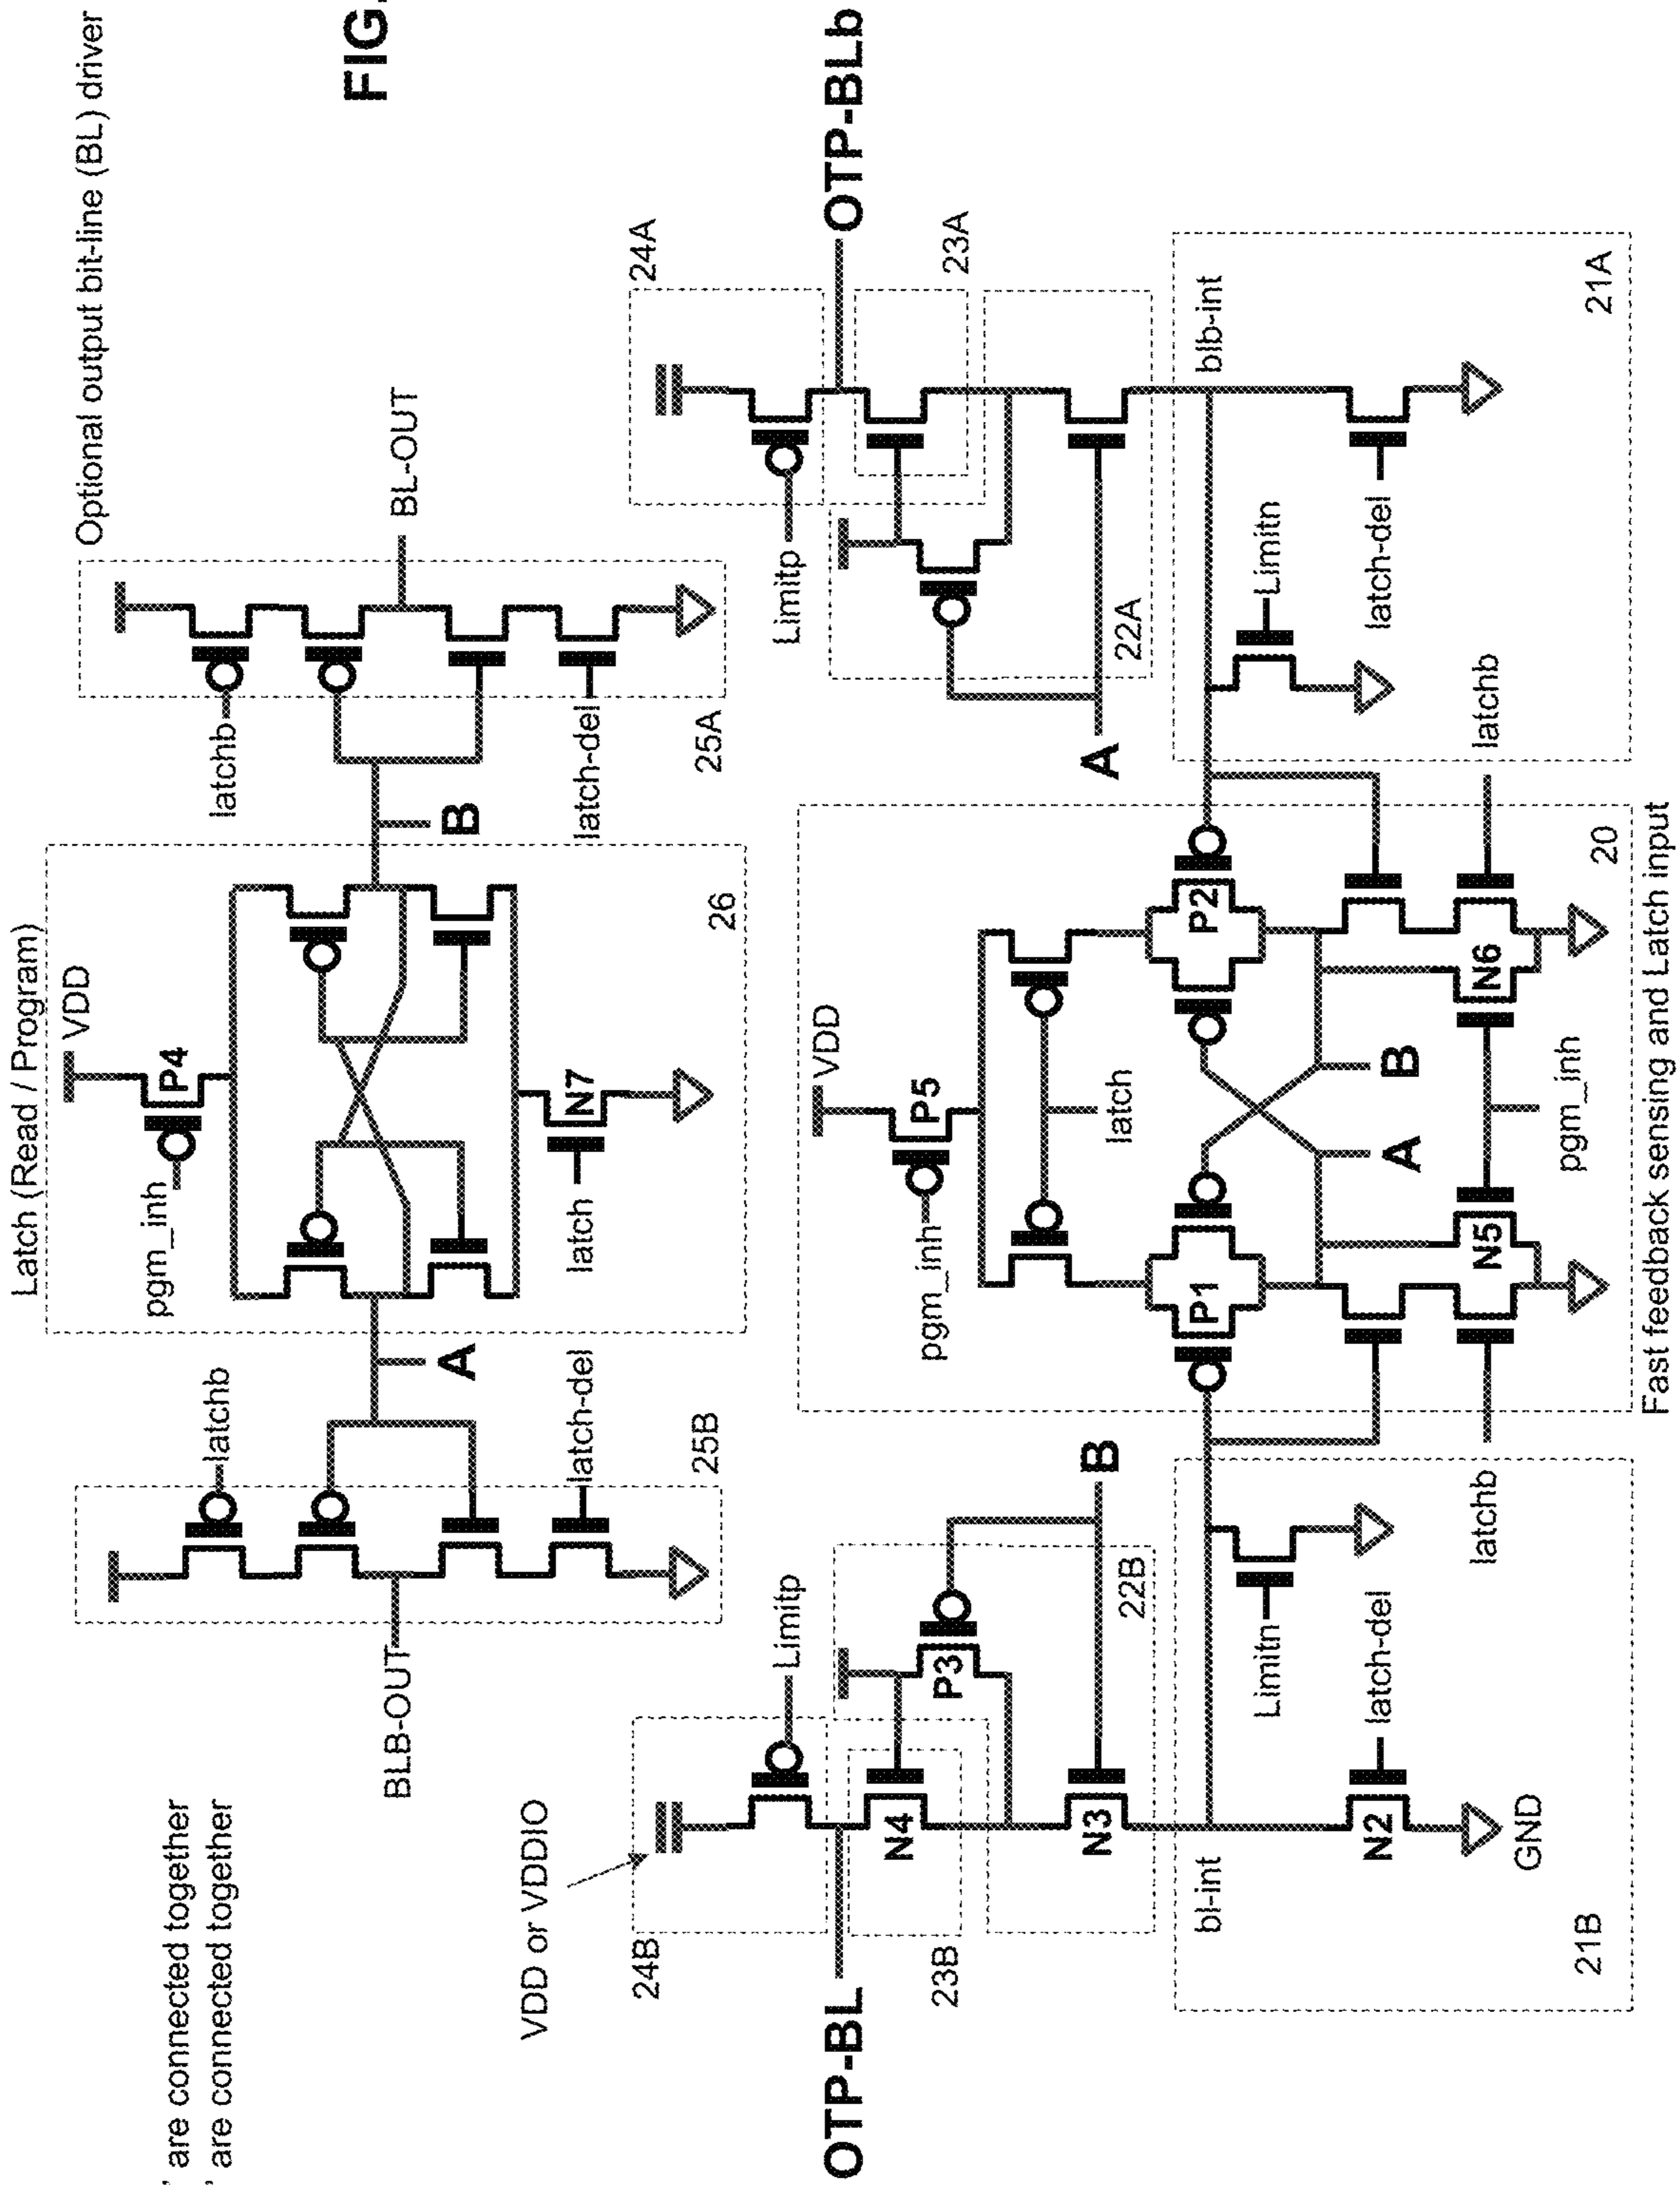 ' are connected together
' are connected together
FIG.
Optional output bit-line (BL) driver
Latch (Read / Program)
VDD
pgm_inh
P4
latch
N7
26
A
B
latchb
latch-del
25B
BLB-OUT
latchb
latch-del
25A
BL-OUT
VDD or VDDIO
24B
Limitp
OTP-BL
23B
N4
P3
N3
22B
B
bl-int
Limitn
latch-del
N2
GND
21B
VDD
pgm_inh
P5
latch
P1
P2
A
B
N5
N6
pgm_inh
latchb
latchb
20
Fast feedback sensing and Latch input
24A
Limitp
OTP-BLb
23A
22A
A
blb-int
Limitn
latch-del
21A